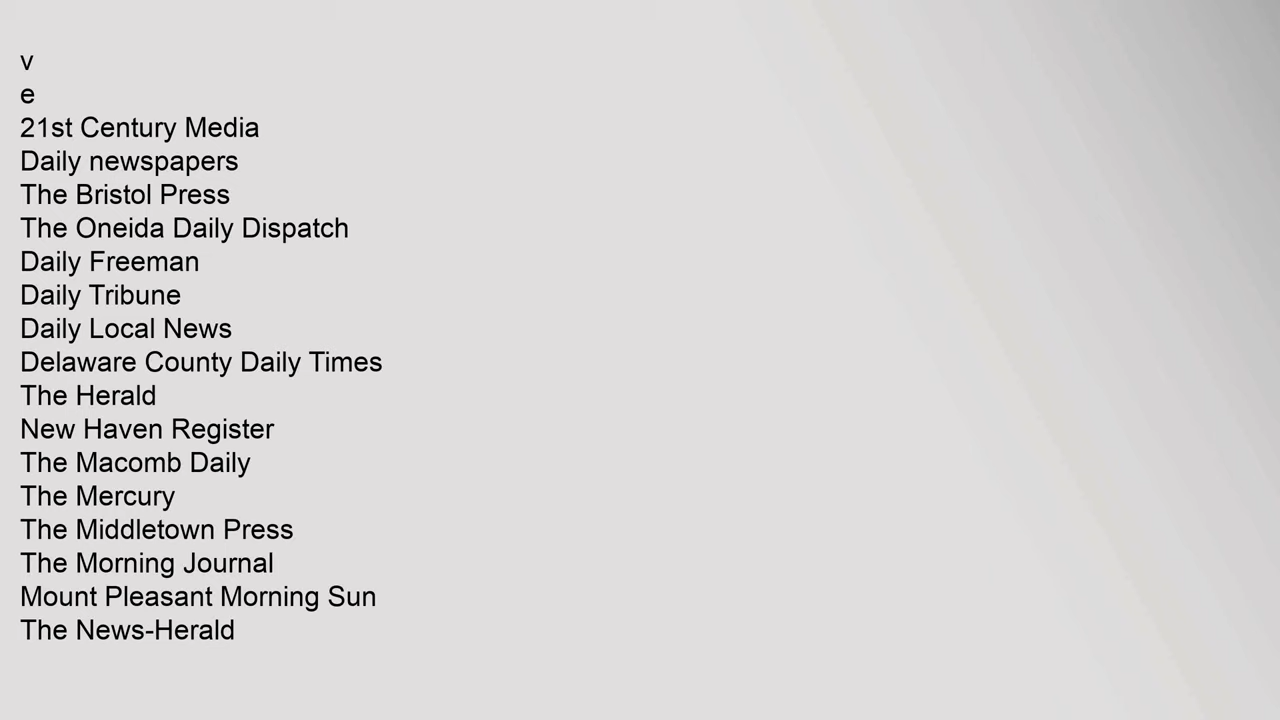 v
e
21st Century Media
Daily newspapers
The Bristol Press
The Oneida Daily Dispatch
Daily Freeman
Daily Tribune
Daily Local News
Delaware County Daily Times
The Herald
New Haven Register
The Macomb Daily
The Mercury
The Middletown Press
The Morning Journal
Mount Pleasant Morning Sun
The News-Herald